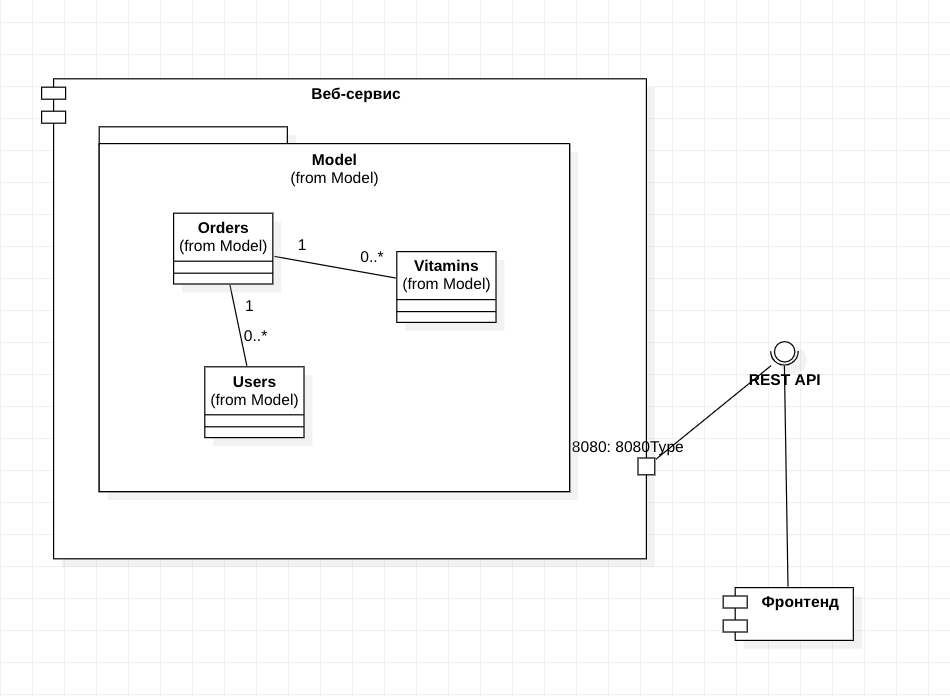 Веб-сервис
Model
(from Model)
Orders
(from Model)
1
0..*
Vitamins
(from Model)
1
0..*
Users
(from Model)
REST API
8080: 8080Type
Фронтенд